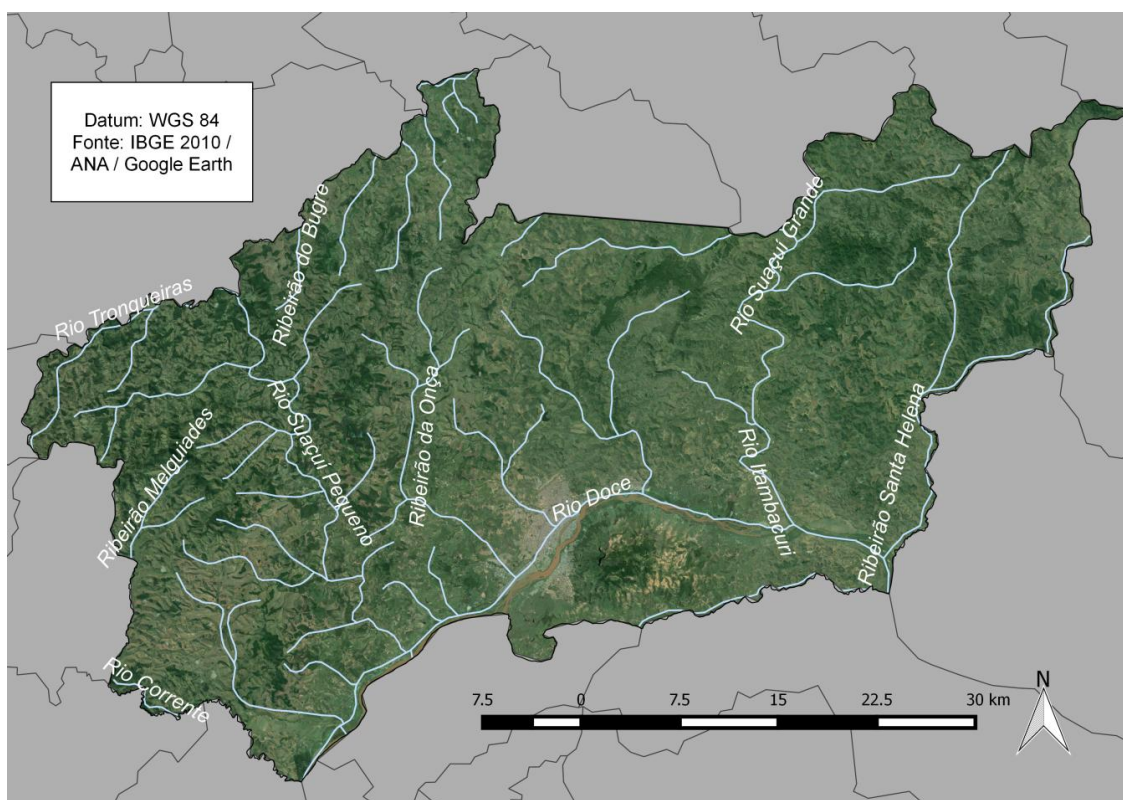 Datum: WGS 84
Fonte: IBGE 2010 /
ANA / Google Earth
Ribeirão do Bugre
Rio Suaçuí Grande
Rio Tronqueiras
Rio Suaçuí Pequeno
Ribeirão da Onça
Ribeirão Melquiades
Ribeirão Santa Helena
Rio Doce
Rio Itambacuri
Rio Corrente
7.5 0 7.5 15 22.5 30 km
N